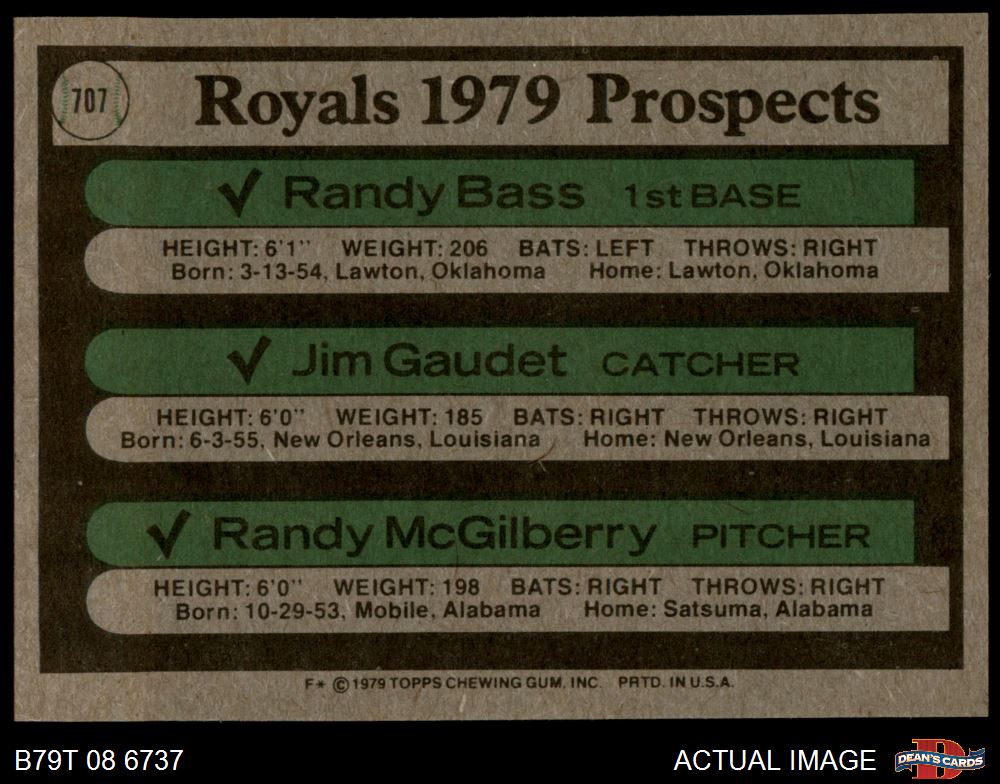 707
Royals 1979 Prospects
✓ Randy Bass 1st BASE
HEIGHT: 6'1" WEIGHT: 206 BATS: LEFT THROWS: RIGHT
Born: 3-13-54, Lawton, Oklahoma Home: Lawton, Oklahoma
✓ Jim Gaudet CATCHER
HEIGHT: 6'0" WEIGHT: 185 BATS: RIGHT THROWS: RIGHT
Born: 6-3-55, New Orleans, Louisiana Home: New Orleans, Louisiana
✓ Randy McGilberry PITCHER
HEIGHT: 6'0" WEIGHT: 198 BATS: RIGHT THROWS: RIGHT
Born: 10-29-53, Mobile, Alabama Home: Satsuma, Alabama
F* © 1979 TOPPS CHEWING GUM, INC. PRTD. IN U.S.A.
B79T 08 6737 ACTUAL IMAGE D DEAN'S CARDS